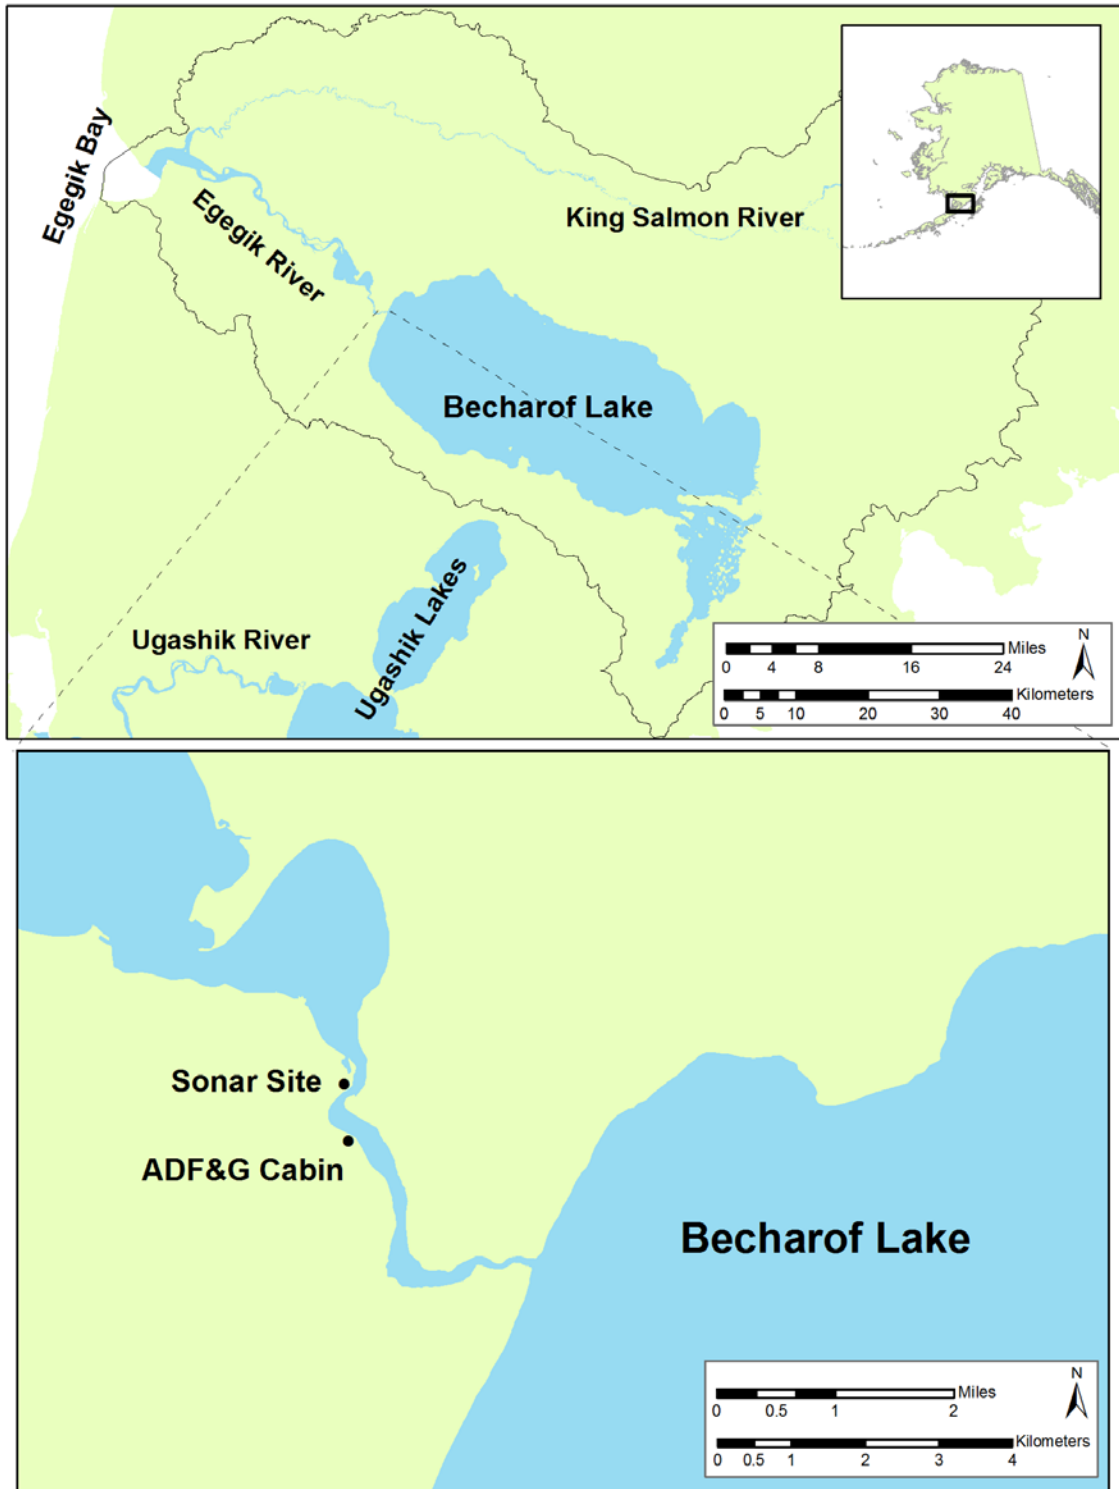 Egegik Bay
Egegik River
King Salmon River
Becharof Lake
Ugashik River
Ugashik Lakes
N
Miles
0 4 8 16 24
Kilometers
0 5 10 20 30 40
Sonar Site
ADF&G Cabin
Becharof Lake
N
Miles
0 0.5 1 2
Kilometers
0 0.5 1 2 3 4